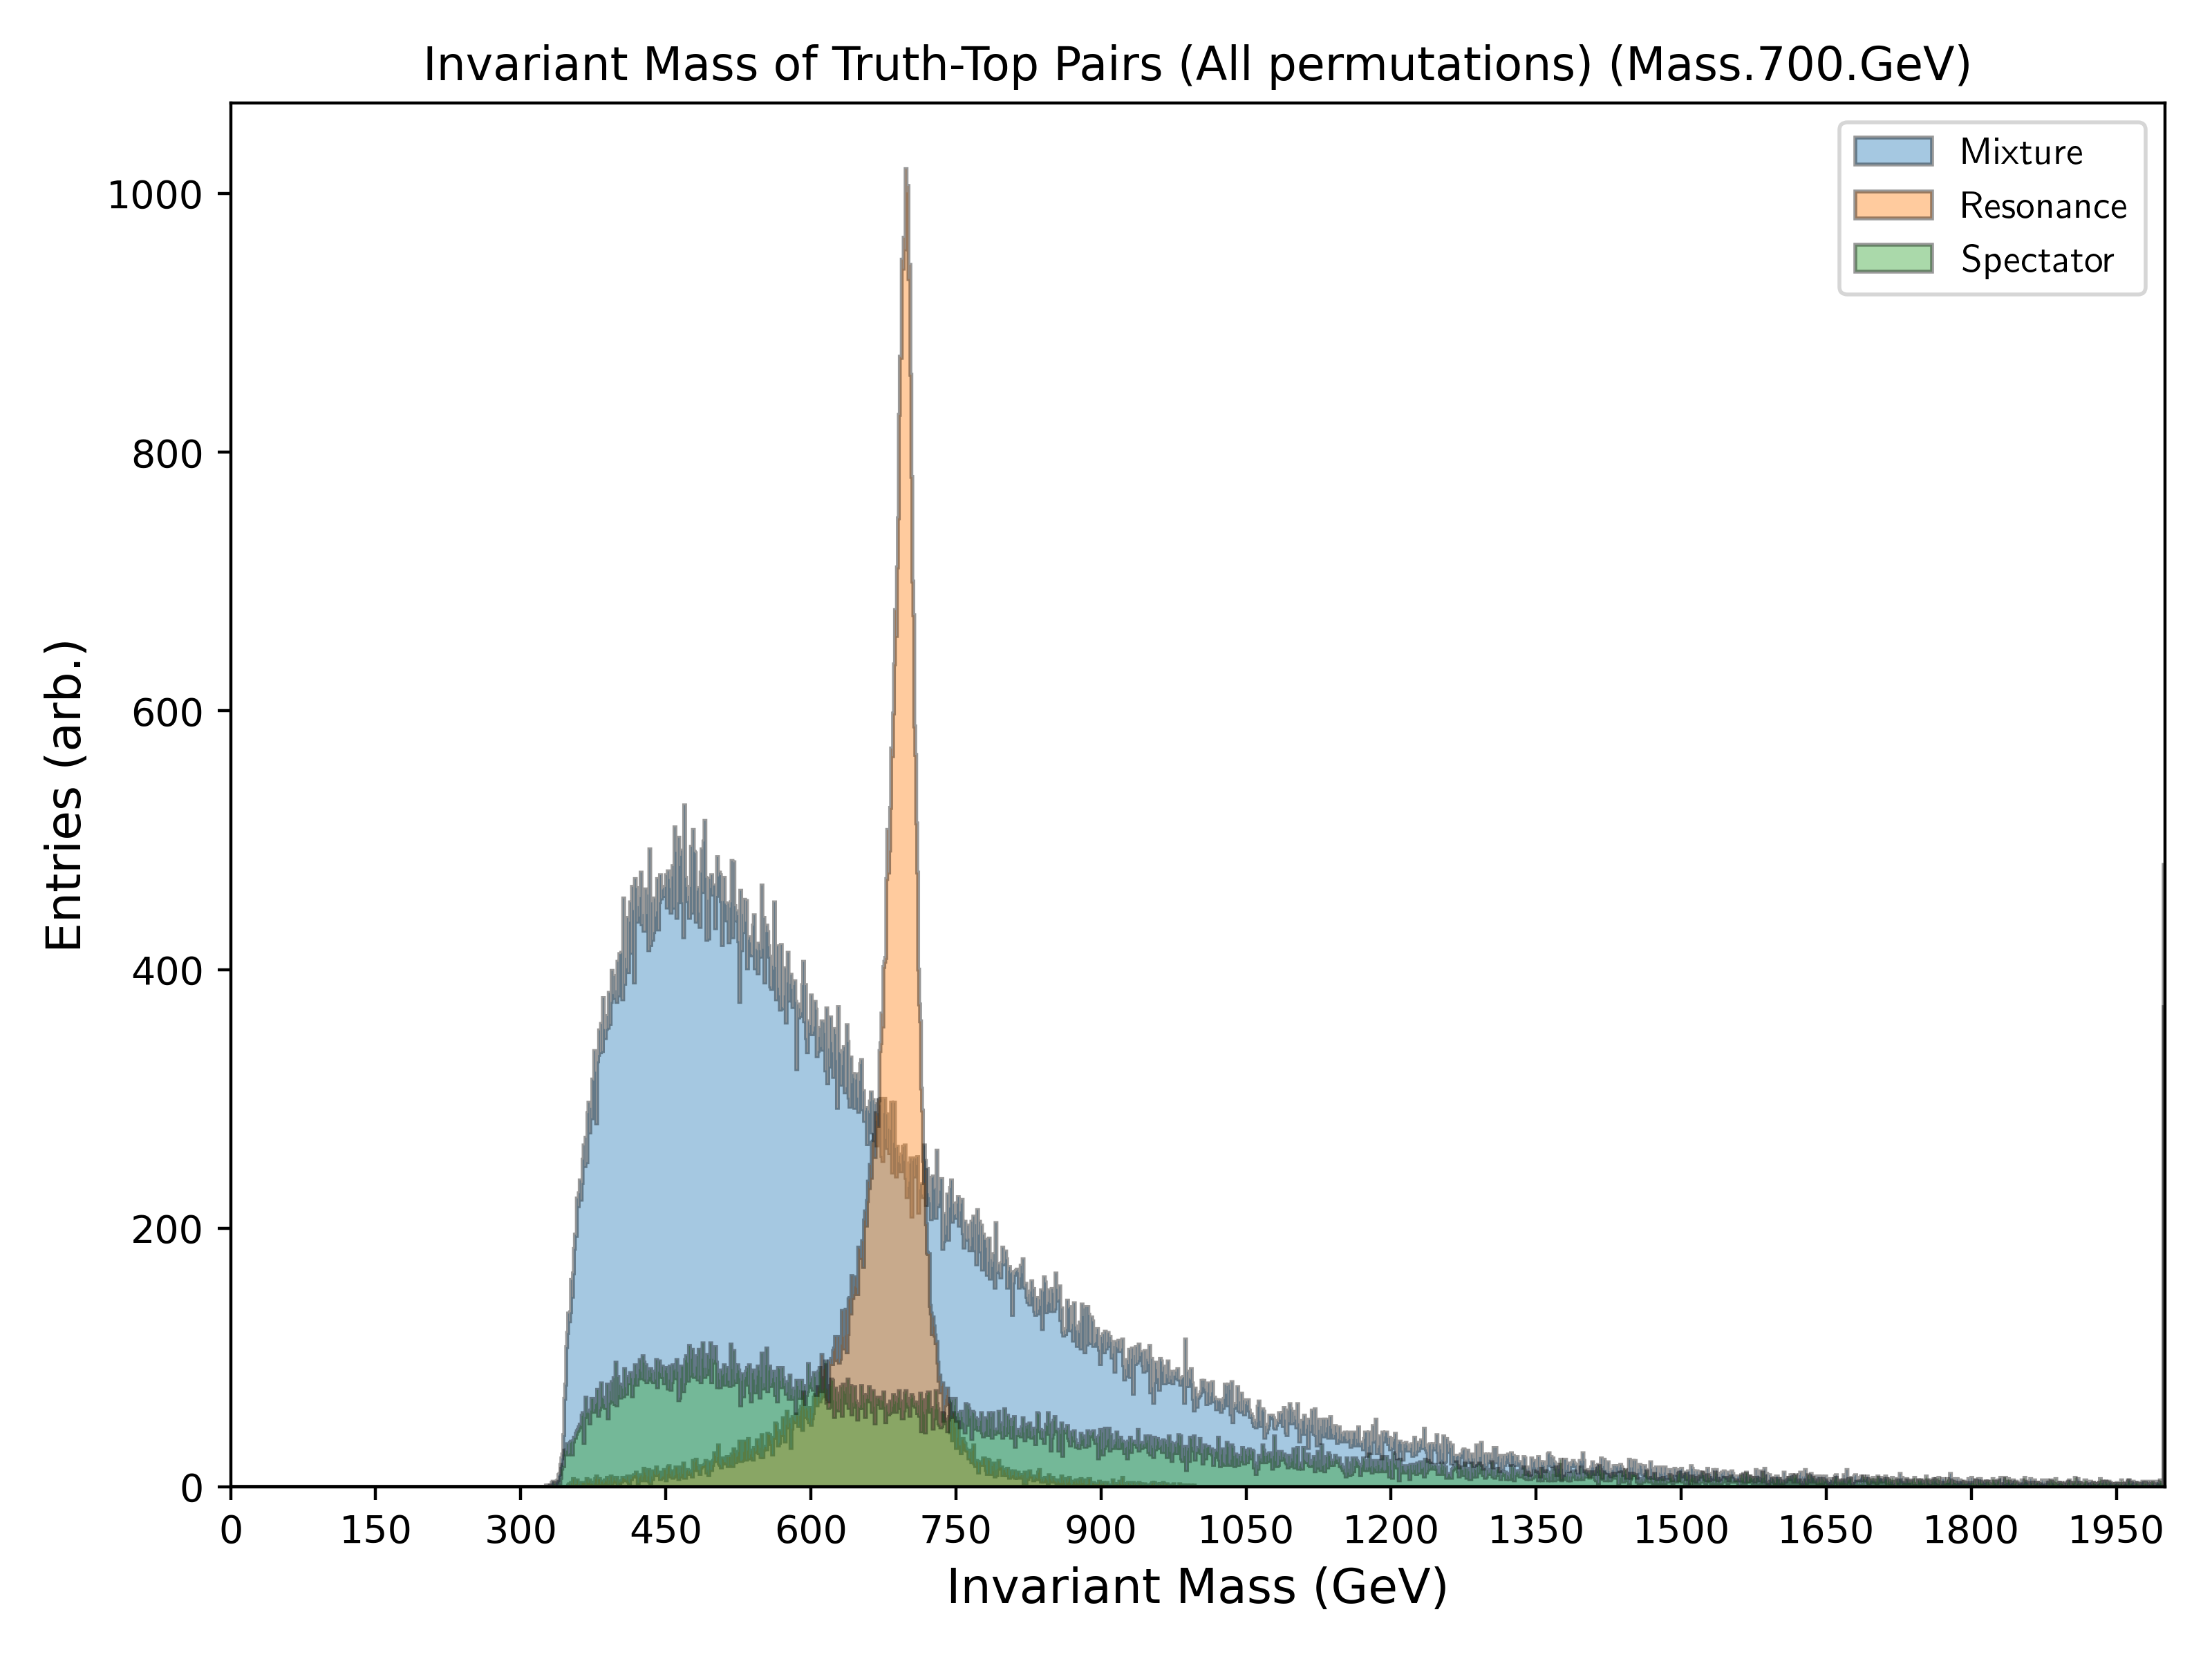 Invariant Mass of Truth-Top Pairs (All permutations) (Mass.700.GeV)
Mixture
Resonance
Spectator
Entries (arb.)
1000
800
600
400
200
0
0 150 300 450 600 750 900 1050 1200 1350 1500 1650 1800 1950
Invariant Mass (GeV)